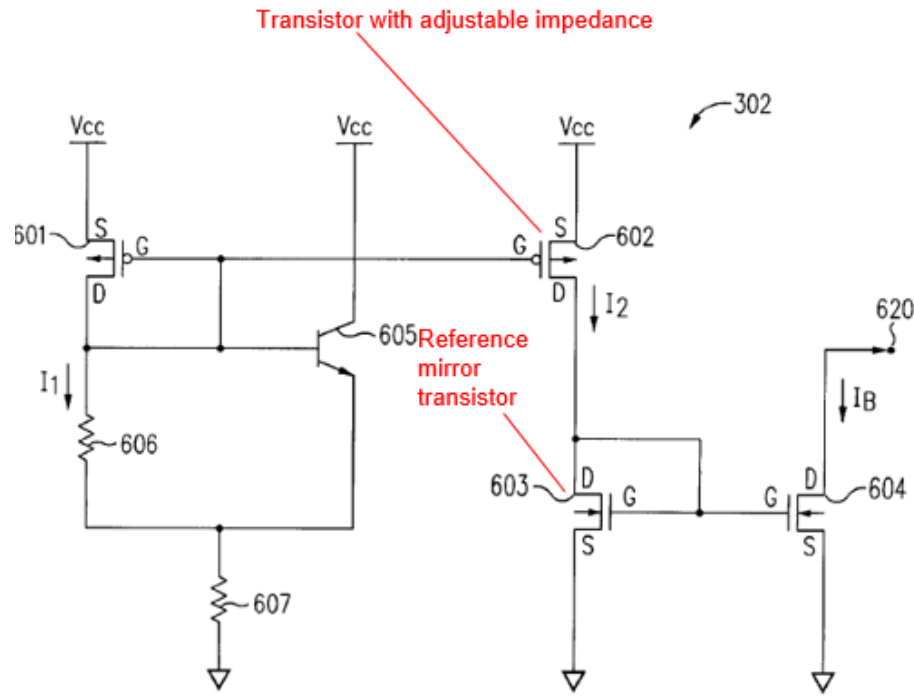 Transistor with adjustable impedance
302
Vcc
Vcc
Vcc
601
S
G
D
G
S
602
D
I2
605
620
I1
606
Reference
mirror
transistor
IB
603
D
G
S
G
D
604
S
607